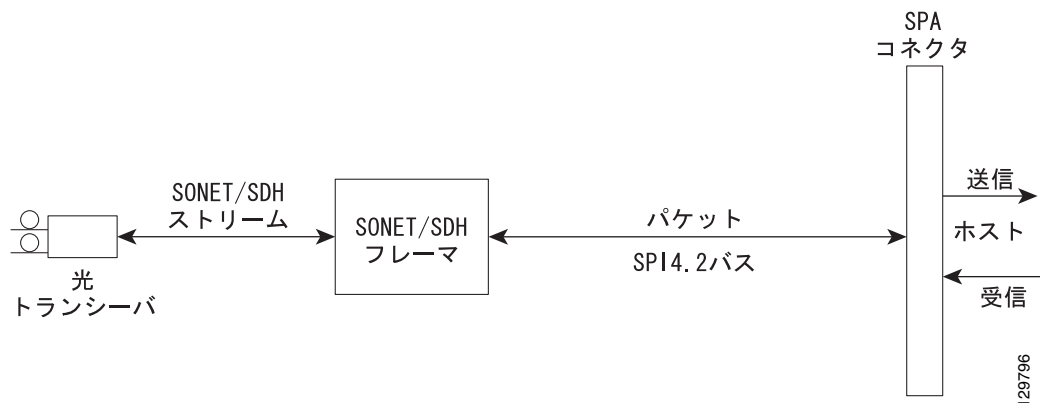 SPA
コネクタ
SONET/SDH
ストリーム
SONET/SDH
フレーマ
パケット
SPI4.2バス
送信
ホスト
受信
光
トランシーバ
129796